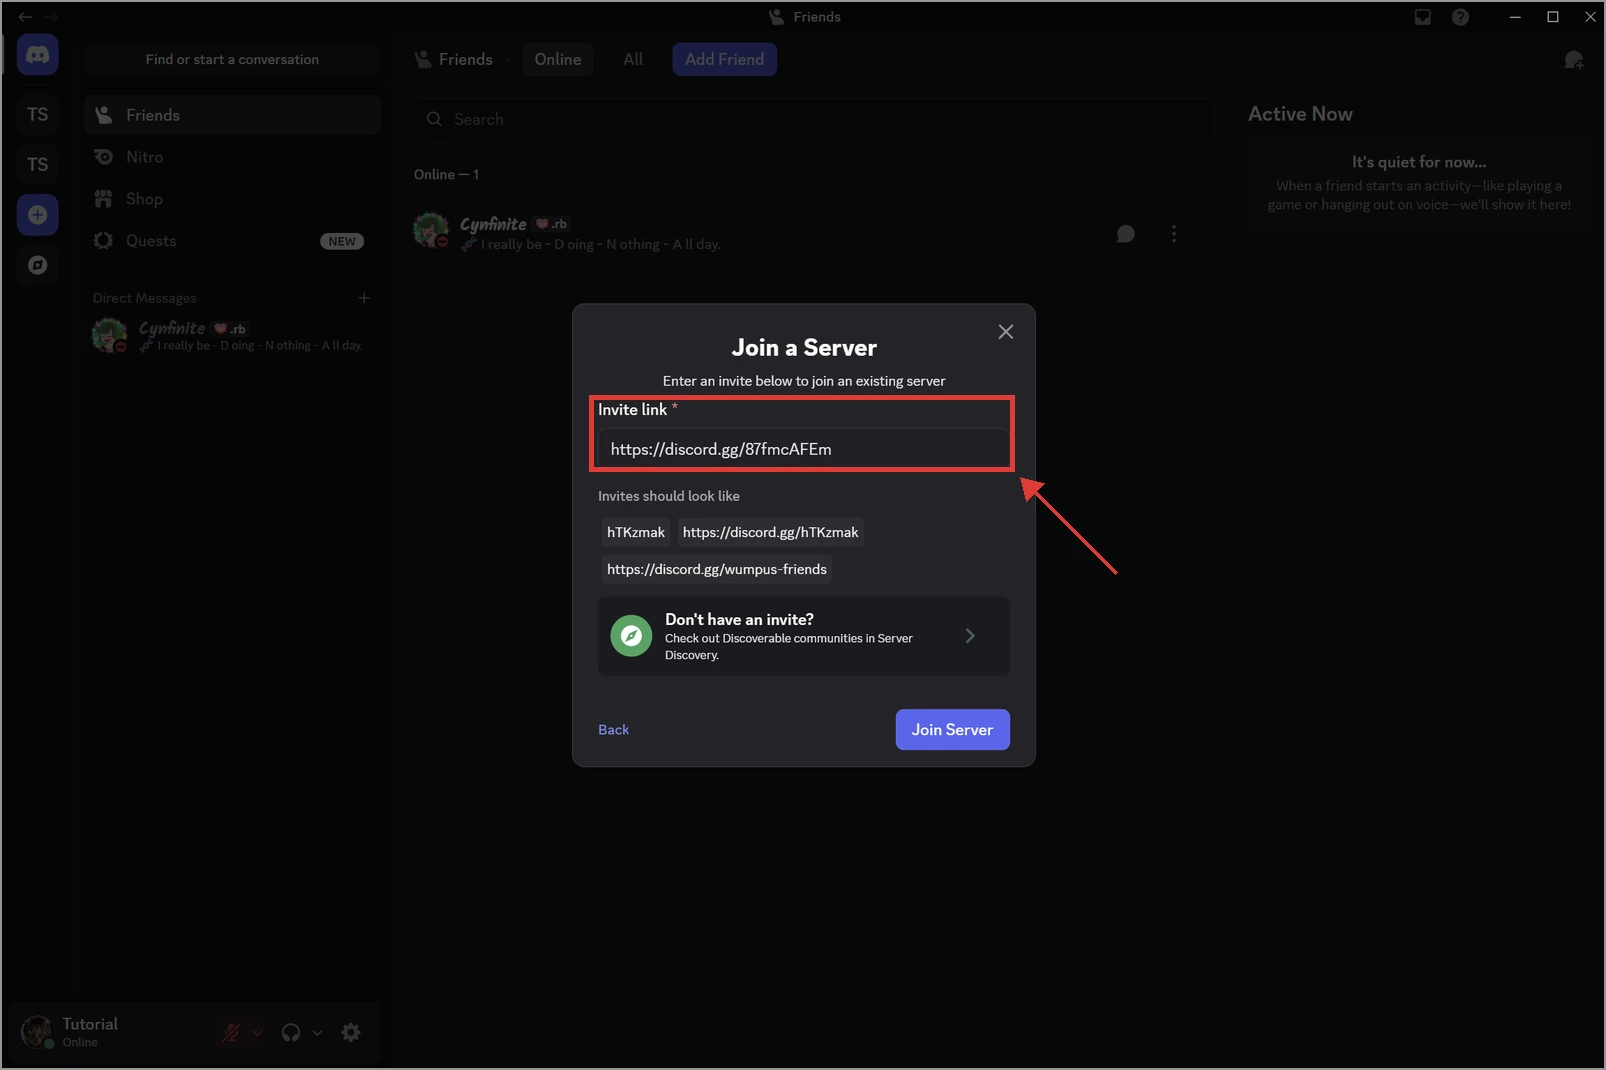 Friends
Find or start a conversation
Friends
Online
All
Add Friend
TS
TS
Friends
Nitro
Shop
Quests
NEW
Direct Messages
Cynfinite .rb
I really be - D oing - N othing - A ll day.
Search
Online — 1
Cynfinite .rb
I really be - D oing - N othing - A ll day.
Active Now
It's quiet for now...
When a friend starts an activity—like playing a
game or hanging out on voice—we'll show it here!
Join a Server
Enter an invite below to join an existing server
Invite link *
https://discord.gg/87fmcAFEm
Invites should look like
hTKzmak
https://discord.gg/hTKzmak
https://discord.gg/wumpus-friends
Don't have an invite?
Check out Discoverable communities in Server
Discovery.
Back
Join Server
Tutorial
Online